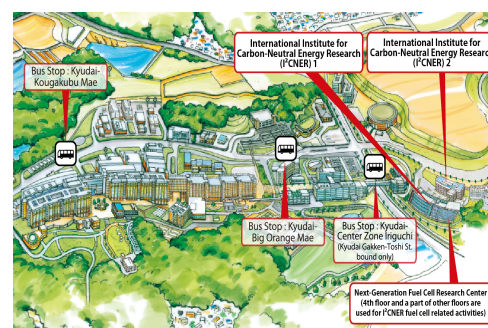 International Institute for
Carbon-Neutral Energy Research
(I²CNER) 1
International Institute for
Carbon-Neutral Energy Researc
(I²CNER) 2
Bus Stop : Kyudai-
Kougakubu Mae
Bus Stop : Kyudai-
Big Orange Mae
Bus Stop : Kyudai-
Center Zone Iriguchi
(Kyudai Gakken-Toshi St.
bound only)
Next-Generation Fuel Cell Research Center
(4th floor and a part of other floors are
used for I²CNER fuel cell related activities)